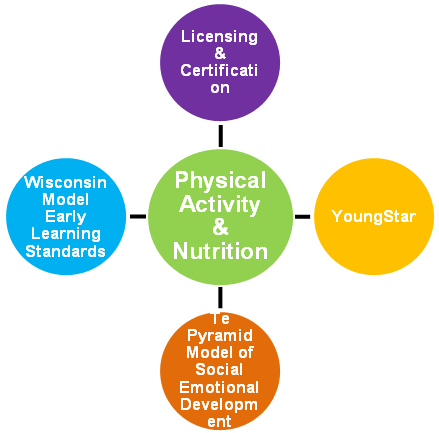 Licensing
&
Certificati
on
Wisconsin
Model
Early
Learning
Standards
Physical
Activity
&
Nutrition
YoungStar
Te
Pyramid
Model of
Social
Emotional
Developm
ent